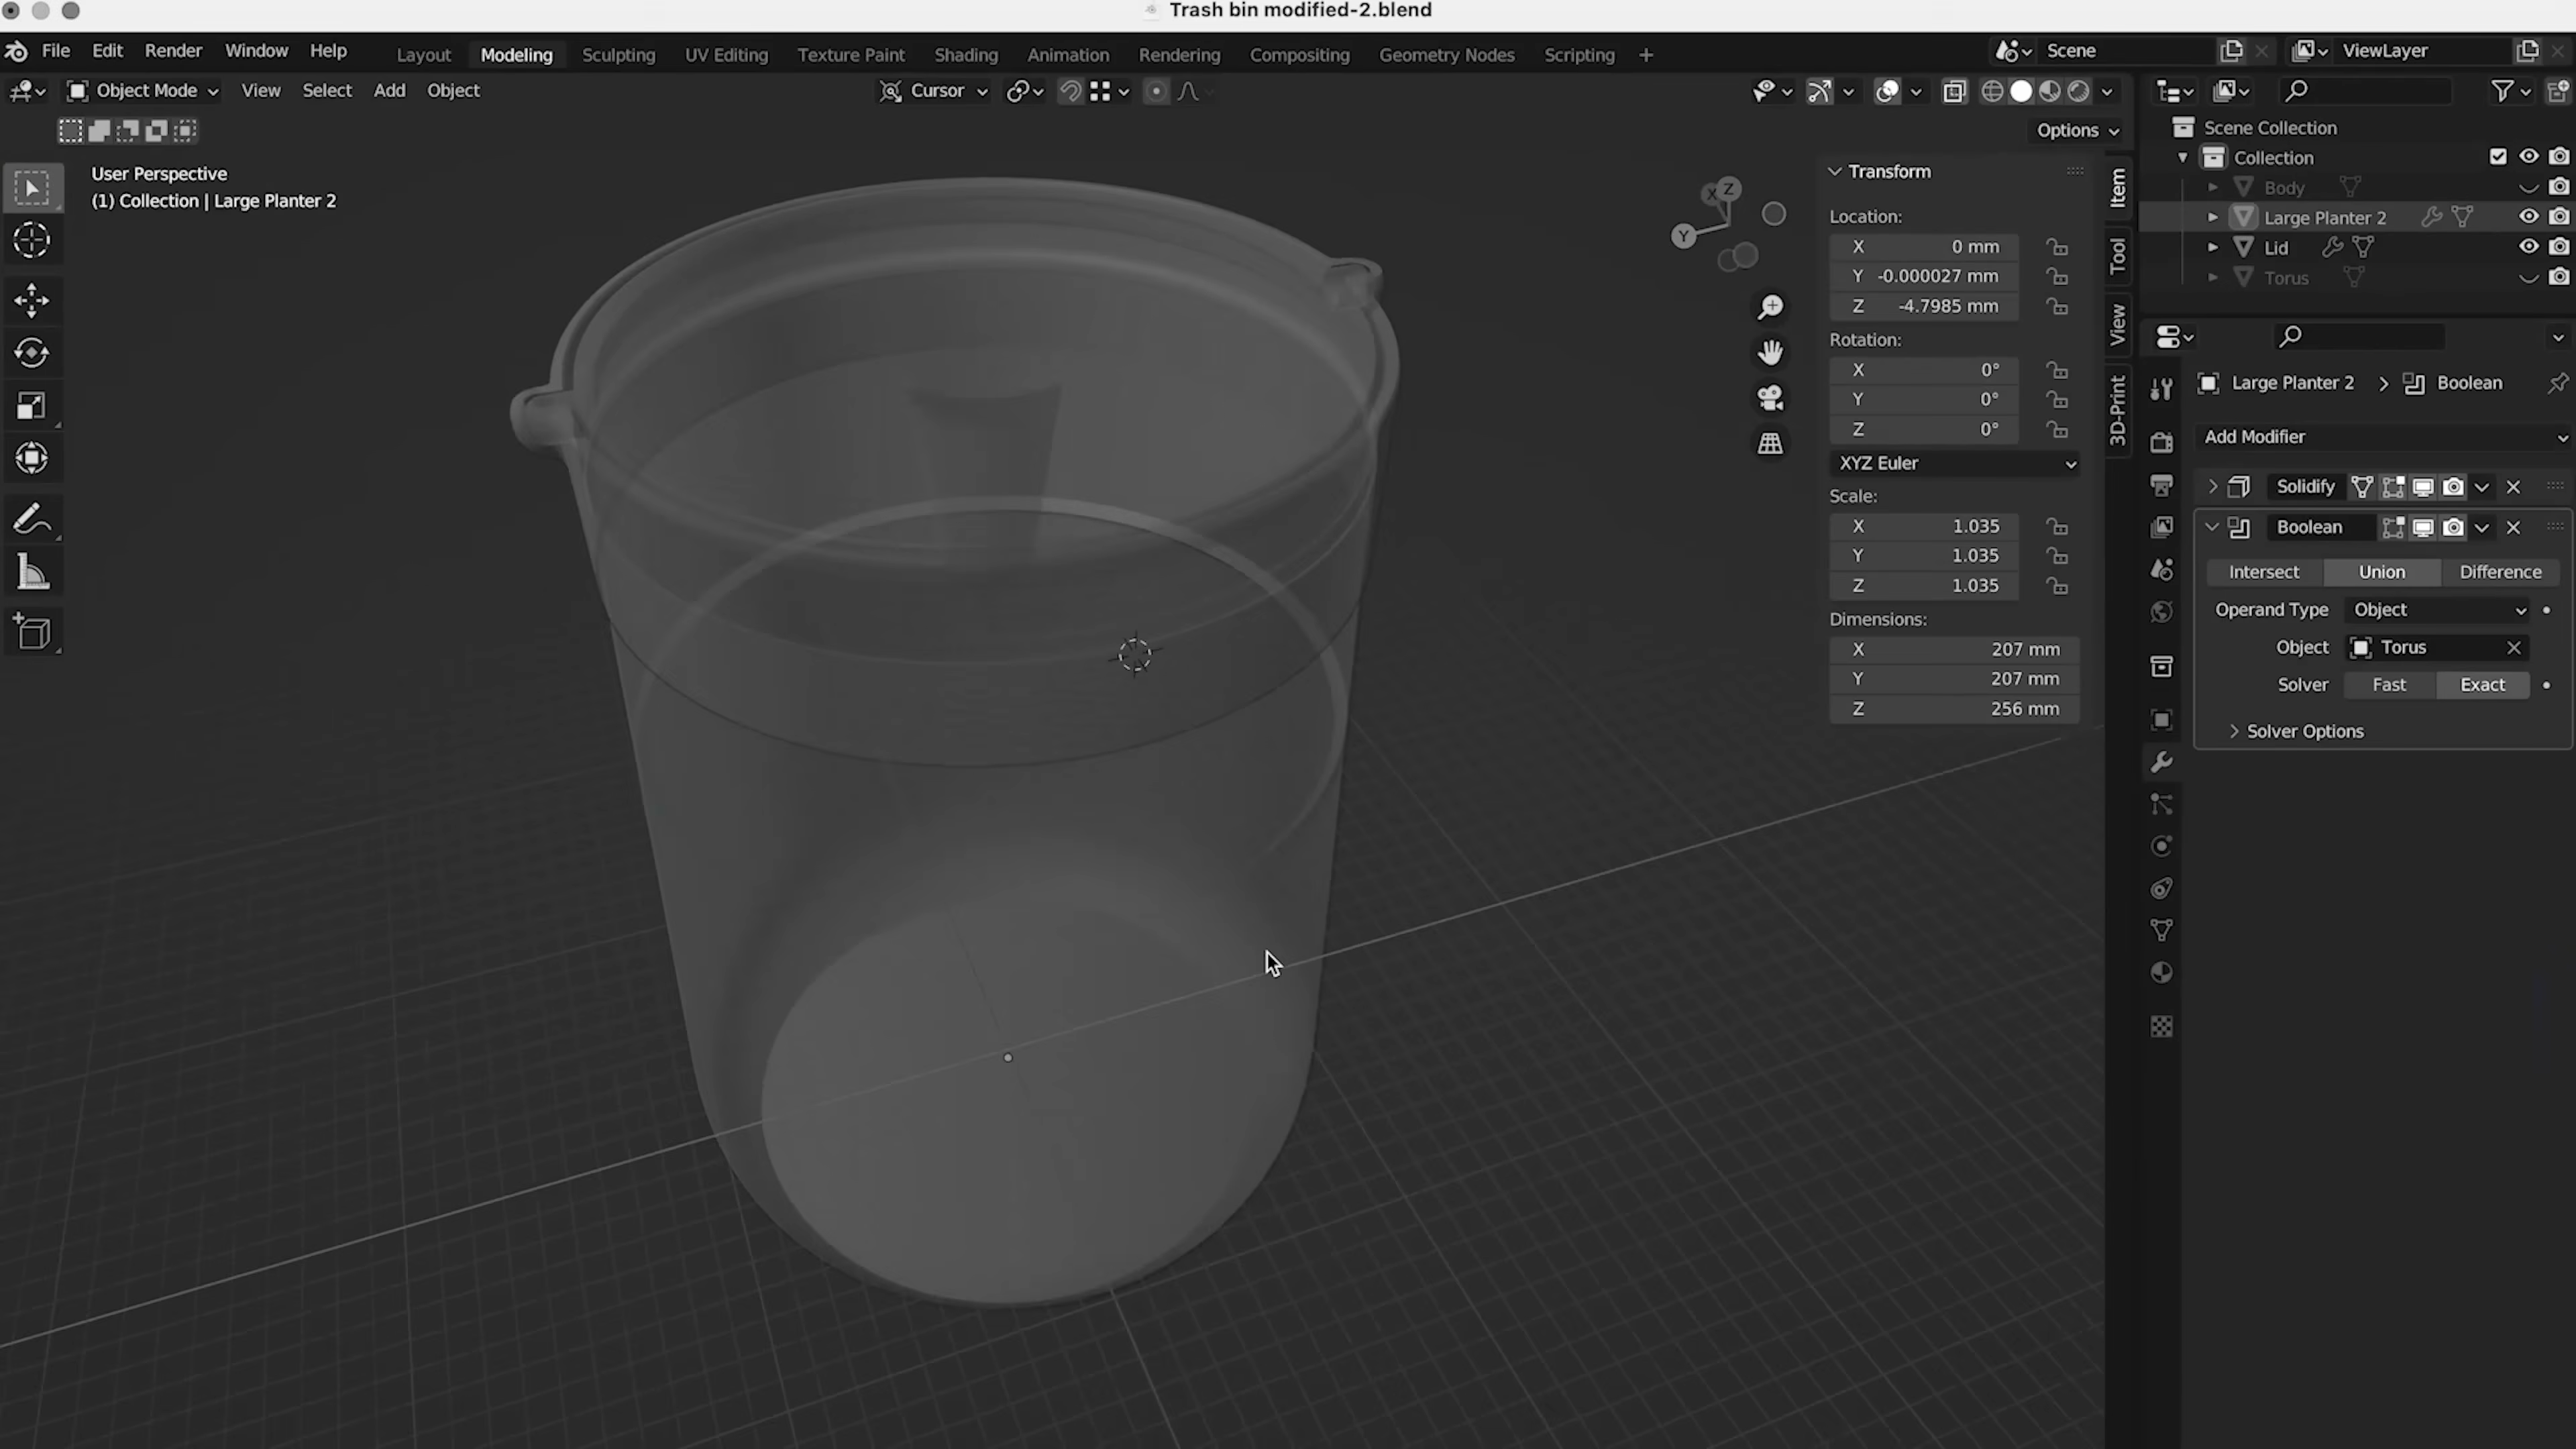 Trash bin modified-2.blend
File Edit Render Window Help
Layout Modeling Sculpting UV Editing Texture Paint Shading Animation Rendering Compositing Geometry Nodes Scripting +
Scene
ViewLayer
Object Mode View Select Add Object
Cursor
Options
User Perspective
(1) Collection | Large Planter 2
X
Z
Y
Transform
Location:
X 0 mm
Y -0.000027 mm
Z -4.7985 mm
Rotation:
X 0°
Y 0°
Z 0°
XYZ Euler
Scale:
X 1.035
Y 1.035
Z 1.035
Dimensions:
X 207 mm
Y 207 mm
Z 256 mm
Item
Tool
View
3D-Print
Scene Collection
Collection
Body
Large Planter 2
Lid
Torus
Large Planter 2 > Boolean
Add Modifier
Solidify
Boolean
Intersect Union Difference
Operand Type Object
Object Torus
Solver Fast Exact
Solver Options